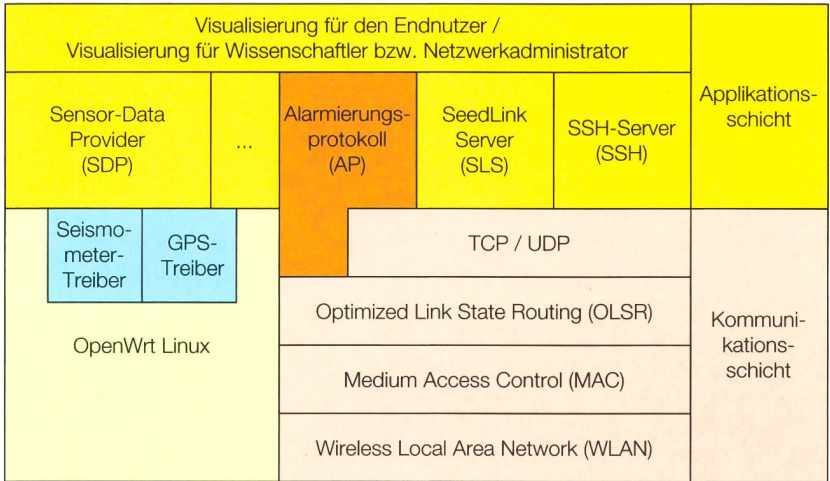 Visualisierung für den Endnutzer /
Visualisierung für Wissenschaftler bzw. Netzwerkadministrator
Applikations-
schicht
Sensor-Data
Provider
(SDP)
...
Alarmierungs-
protokoll
(AP)
SeedLink
Server
(SLS)
SSH-Server
(SSH)
Seismo-
meter-
Treiber
GPS-
Treiber
TCP / UDP
Optimized Link State Routing (OLSR)
OpenWrt Linux
Kommuni-
kations-
schicht
Medium Access Control (MAC)
Wireless Local Area Network (WLAN)